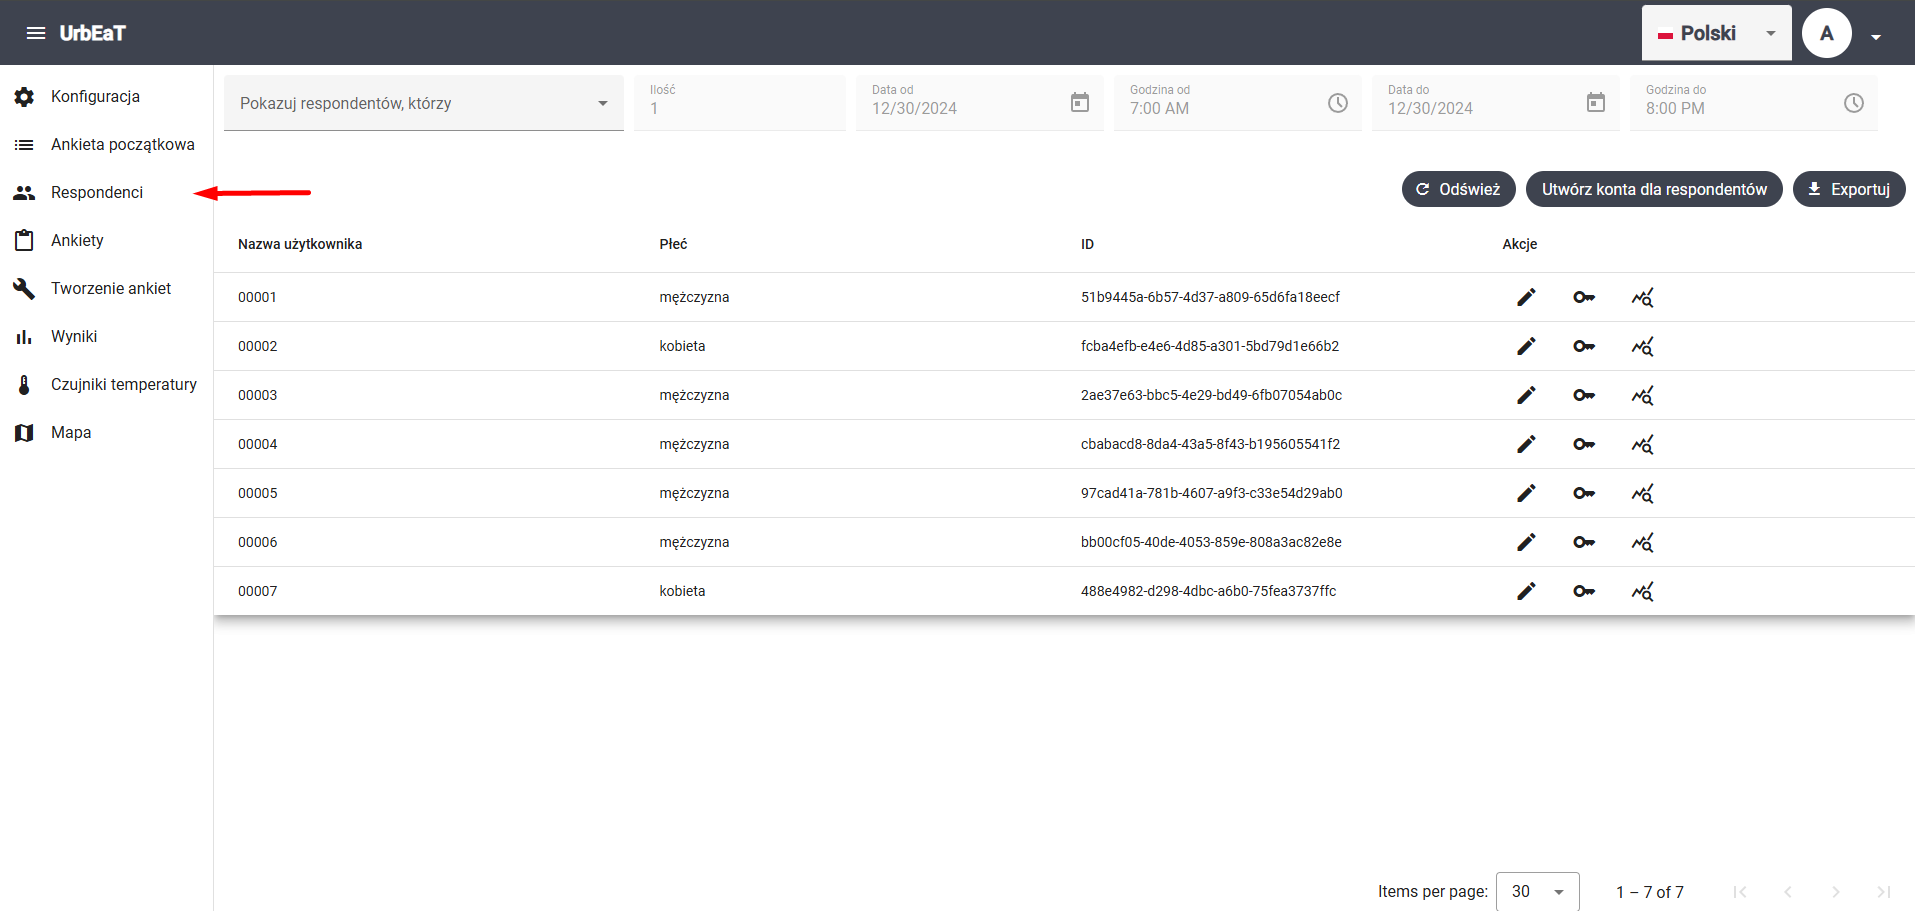 UrbEaT
Polski
A
Konfiguracja
Ankieta początkowa
Respondenci
Ankiety
Tworzenie ankiet
Wyniki
Czujniki temperatury
Mapa
Pokazuj respondentów, którzy
Ilość
1
Data od
12/30/2024
Godzina od
7:00 AM
Data do
12/30/2024
Godzina do
8:00 PM
Odśwież
Utwórz konta dla respondentów
Exportuj
Nazwa użytkownika Płeć ID Akcje
00001 mężczyzna 51b9445a-6b57-4d37-a809-65d6fa18eecf
00002 kobieta fcba4efb-e4e6-4d85-a301-5bd79d1e66b2
00003 mężczyzna 2ae37e63-bbc5-4e29-bd49-6fb07054ab0c
00004 mężczyzna cbabacd8-8da4-43a5-8f43-b195605541f2
00005 mężczyzna 97cad41a-781b-4607-a9f3-c33e54d29ab0
00006 mężczyzna bb00cf05-40de-4053-859e-808a3ac82e8e
00007 kobieta 488e4982-d298-4dbc-a6b0-75fea3737ffc
Items per page: 30 1 – 7 of 7